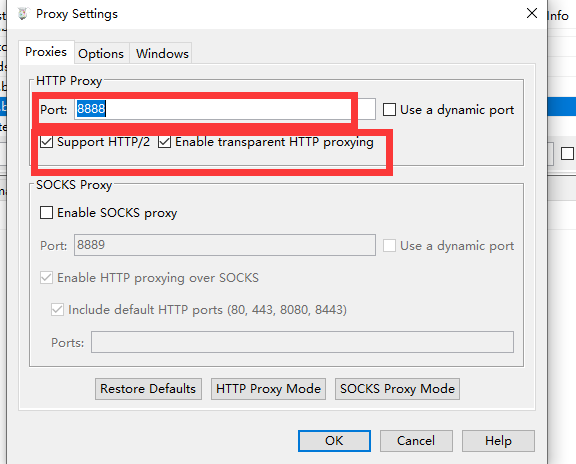 Proxy Settings
Info
Proxies Options Windows
HTTP Proxy
Port: 8888 Use a dynamic port
Support HTTP/2 Enable transparent HTTP proxying
SOCKS Proxy
Enable SOCKS proxy
Port: 8889 Use a dynamic port
Enable HTTP proxying over SOCKS
Include default HTTP ports (80, 443, 8080, 8443)
Ports:
Restore Defaults HTTP Proxy Mode SOCKS Proxy Mode
OK Cancel Help